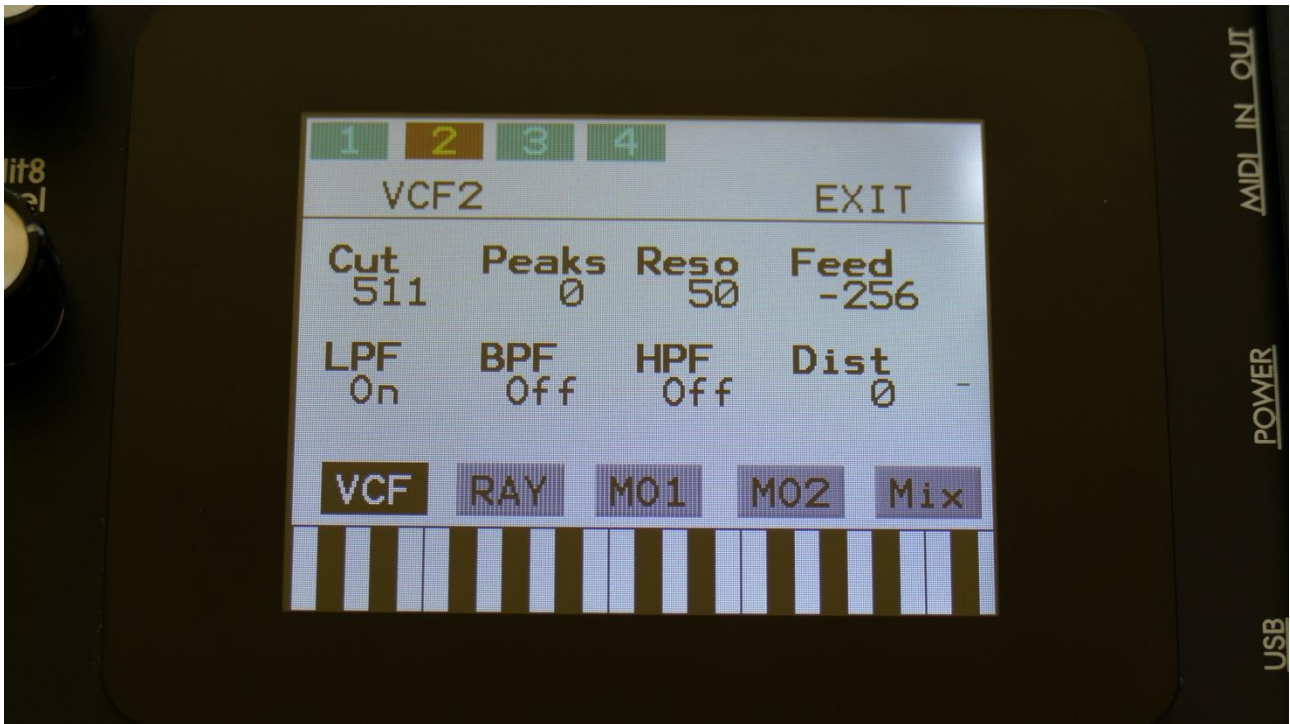 1 2 3 4
VCF2 EXIT
Cut Peaks Reso Feed
511 0 50 -256
LPF BPF HPF Dist
On Off Off 0 -
VCF RAY MO1 MO2 Mix
MIDI IN OUT
POWER
USB